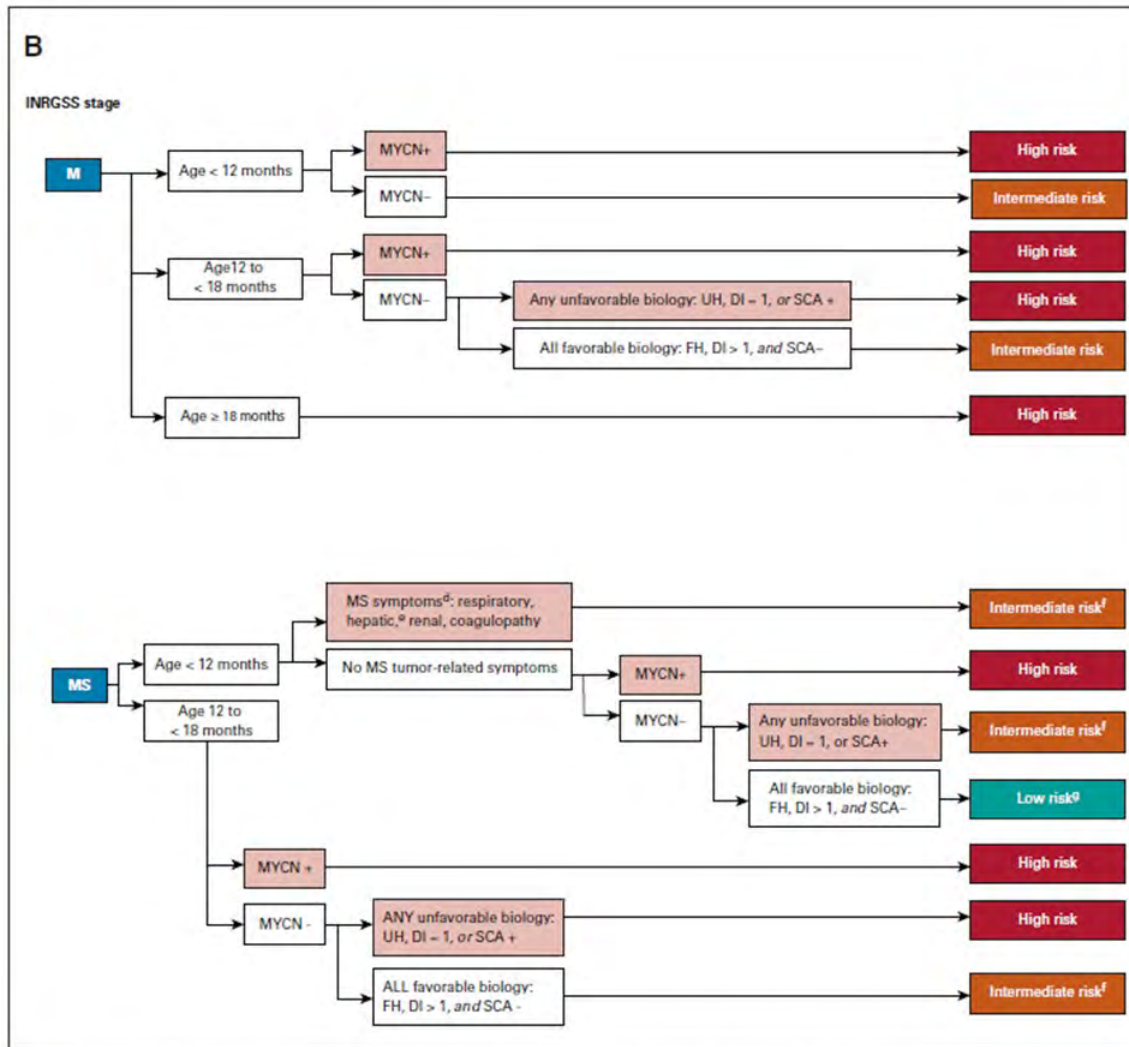 B
INRGSS stage
M
Age < 12 months
MYCN+
High risk
MYCN–
Intermediate risk
Age12 to
< 18 months
MYCN+
High risk
MYCN–
Any unfavorable biology: UH, DI = 1, or SCA +
High risk
All favorable biology: FH, DI > 1, and SCA–
Intermediate risk
Age ≥ 18 months
High risk
MS
Age < 12 months
MS symptomsᵈ: respiratory,
hepatic,ᵉ renal, coagulopathy
Intermediate riskᶠ
No MS tumor-related symptoms
MYCN+
High risk
MYCN–
Any unfavorable biology:
UH, DI = 1, or SCA+
Intermediate riskᶠ
All favorable biology:
FH, DI > 1, and SCA–
Low riskᵍ
Age 12 to
< 18 months
MYCN +
High risk
MYCN -
ANY unfavorable biology:
UH, DI = 1, or SCA +
High risk
ALL favorable biology:
FH, DI > 1, and SCA -
Intermediate riskᶠ